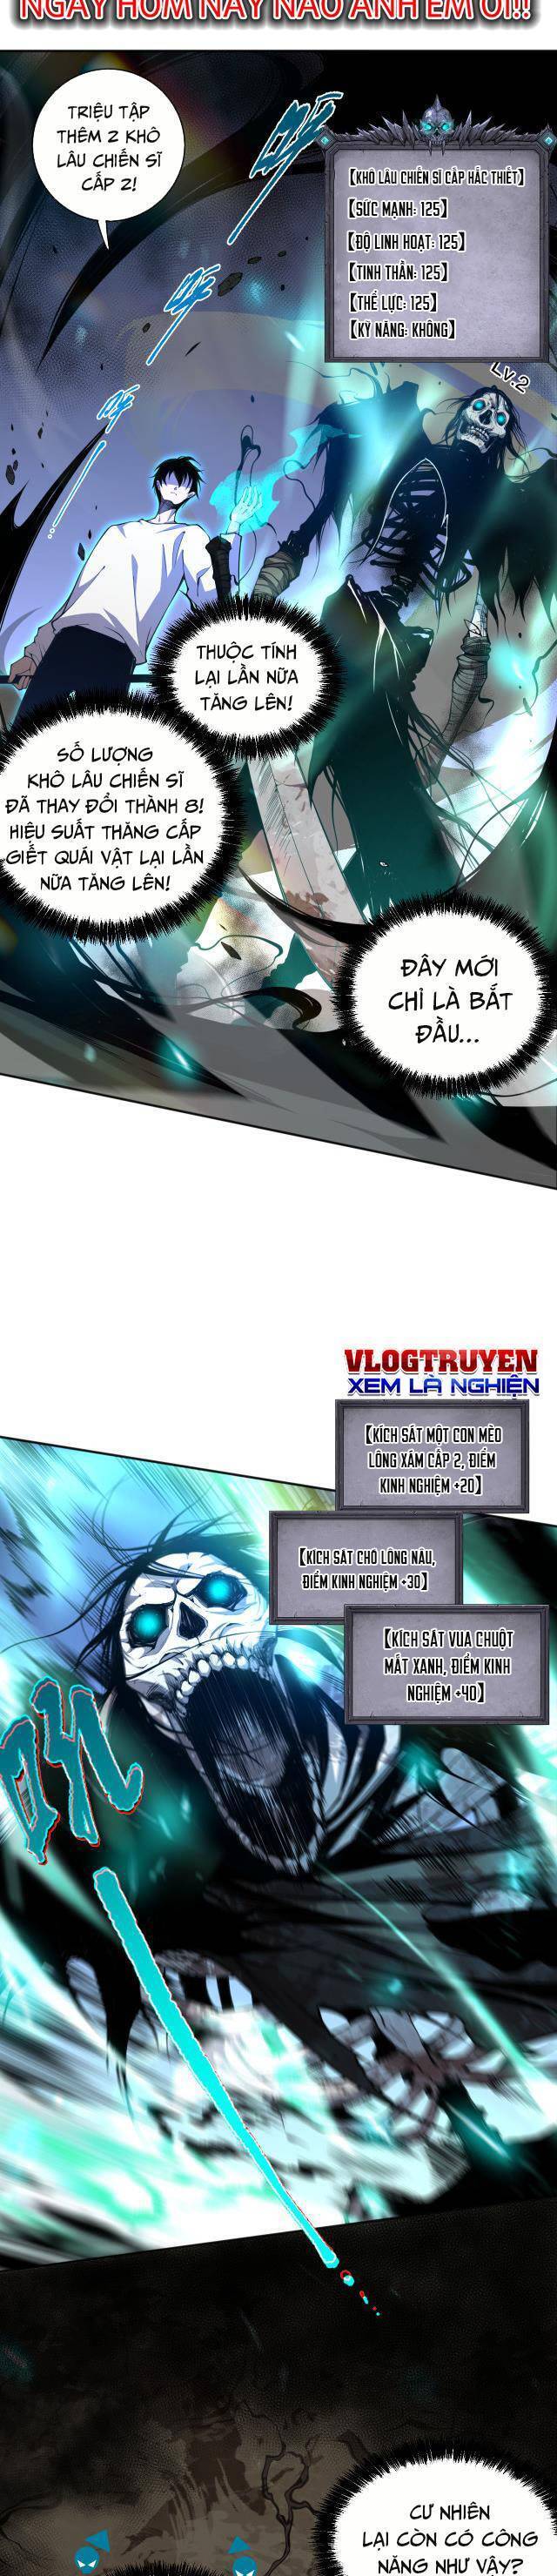 NGÀY HÔM NAY NÀO ANH EM ƠI!!
TRIỆU TẬP
THÊM 2 KHÔ
LÂU CHIẾN SĨ
CẤP 2!
【KHÔ LÂU CHIẾN SĨ CẤP HẮC THIẾT】
【SỨC MẠNH: 125】
【ĐỘ LINH HOẠT: 125】
【TINH THẦN: 125】
【THỂ LỰC: 125】
【KỸ NĂNG: KHÔNG】
Lv.2
THUỘC TÍNH
LẠI LẦN NỮA
TĂNG LÊN!
SỐ LƯỢNG
KHÔ LÂU CHIẾN SĨ
ĐÃ THAY ĐỔI THÀNH 8!
HIỆU SUẤT THĂNG CẤP
GIẾT QUÁI VẬT LẠI LẦN
NỮA TĂNG LÊN!
ĐÂY MỚI
CHỈ LÀ BẮT
ĐẦU...
VLOGTRUYEN
XEM LÀ NGHIỆN
【KÍCH SÁT MỘT CON MÈO
LÔNG XÁM CẤP 2, ĐIỂM
KINH NGHIỆM +20】
【KÍCH SÁT CHÓ LÔNG NÂU,
ĐIỂM KINH NGHIỆM +30】
【KÍCH SÁT VUA CHUỘT
MẮT XANH, ĐIỂM KINH
NGHIỆM +40】
CƯ NHIÊN
LẠI CÒN CÓ CÔNG
NĂNG NHƯ VẬY?